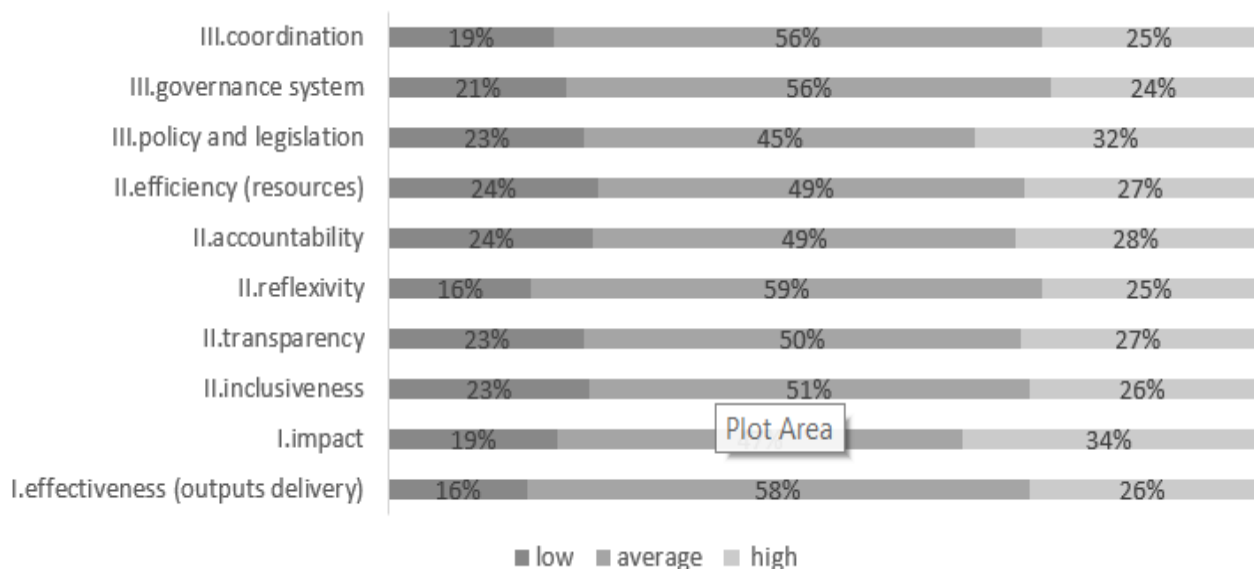 III.coordination 19% 56% 25%
III.governance system 21% 56% 24%
III.policy and legislation 23% 45% 32%
II.efficiency (resources) 24% 49% 27%
II.accountability 24% 49% 28%
II.reflexivity 16% 59% 25%
II.transparency 23% 50% 27%
II.inclusiveness 23% 51% 26%
Plot Area
I.impact 19% 34%
I.effectiveness (outputs delivery) 16% 58% 26%
low average high